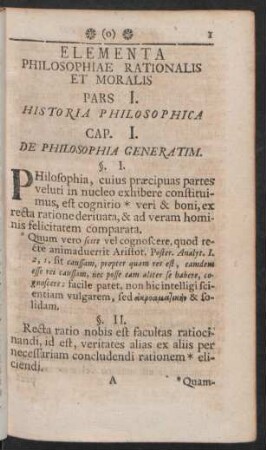 (o) 1
ELEMENTA
PHILOSOPHIAE RATIONALIS
ET MORALIS
PARS I.
HISTORIA PHILOSOPHICA
CAP. I.
DE PHILOSOPHIA GENERATIM.
§. I.
PHilosophia, cuius præcipuas partes
veluti in nucleo exhibere constitui-
mus, est cognitio * veri & boni, ex
recta ratione deriuata, & ad veram homi-
nis felicitatem comparata.
* Quum vero scire vel cognoscere, quod re-
cte animaduertit Aristot. Poster. Analyt. I.
2, 1. sit caussam, propter quam res est, eamdem
esse rei caussam, nec posse eam aliter se habere, co-
gnoscere: facile patet, non hic intelligi sci-
entiam vulgarem, sed ἀκροαματικὴν & so-
lidam.
§. II.
Recta ratio nobis est facultas ratioci-
nandi, id est, veritates alias ex aliis per
necessariam concludendi rationem * eli-
ciendi.
A * Quam-